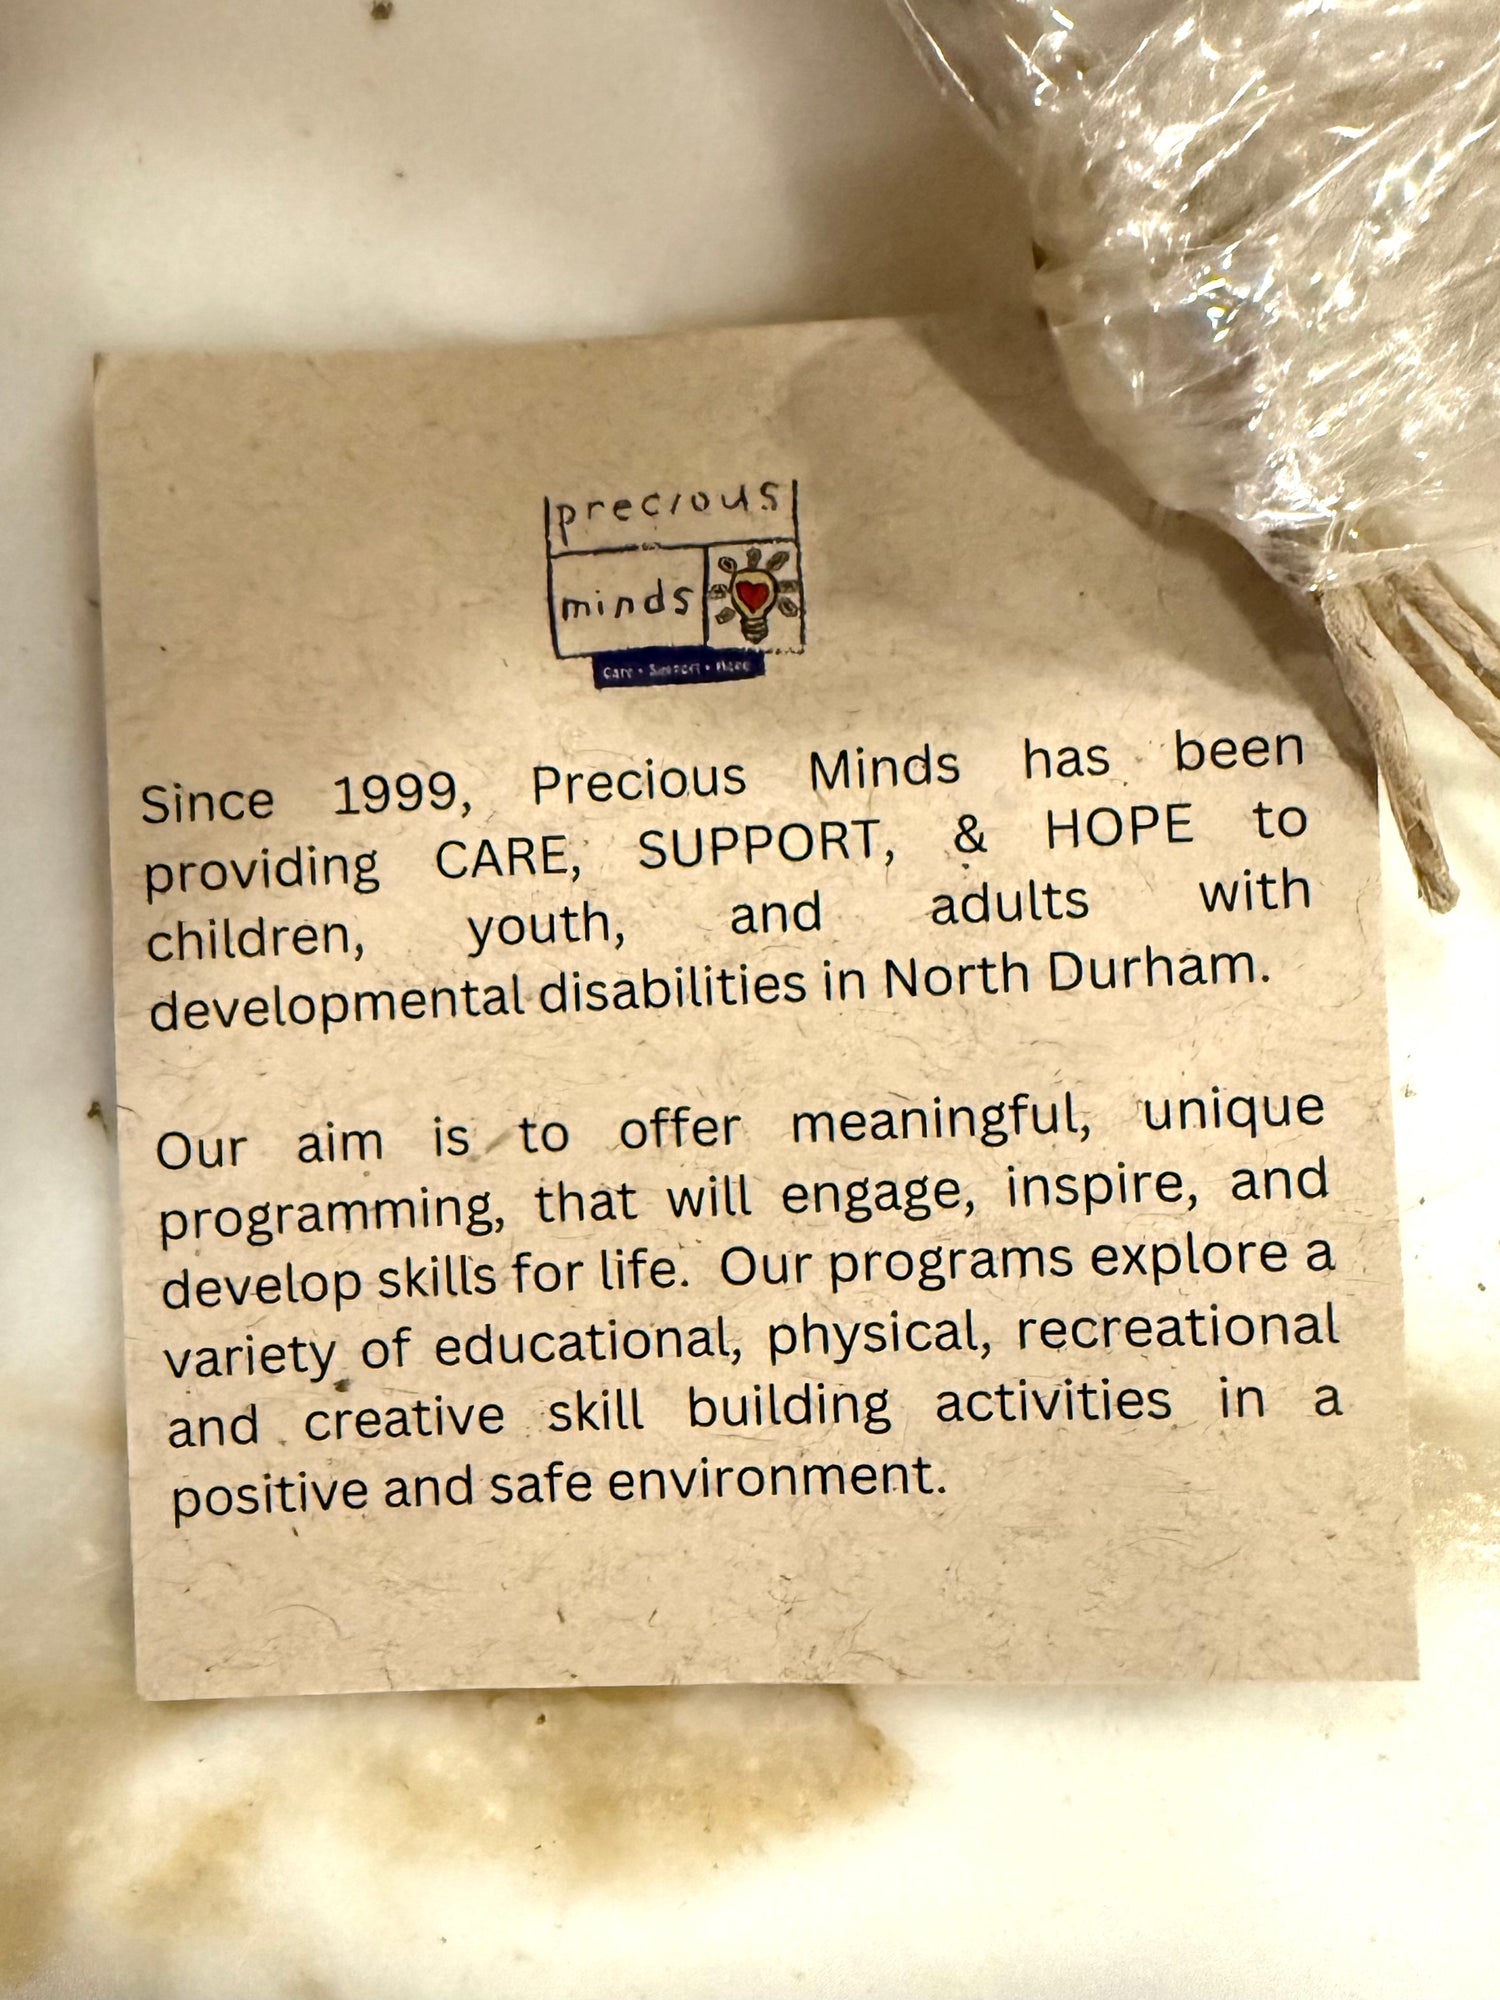 precious
minds
Care • Support • Hope
Since 1999, Precious Minds has been
providing CARE, SUPPORT, & HOPE to
children, youth, and adults with
developmental disabilities in North Durham.
Our aim is to offer meaningful, unique
programming, that will engage, inspire, and
develop skills for life. Our programs explore a
variety of educational, physical, recreational
and creative skill building activities in a
positive and safe environment.